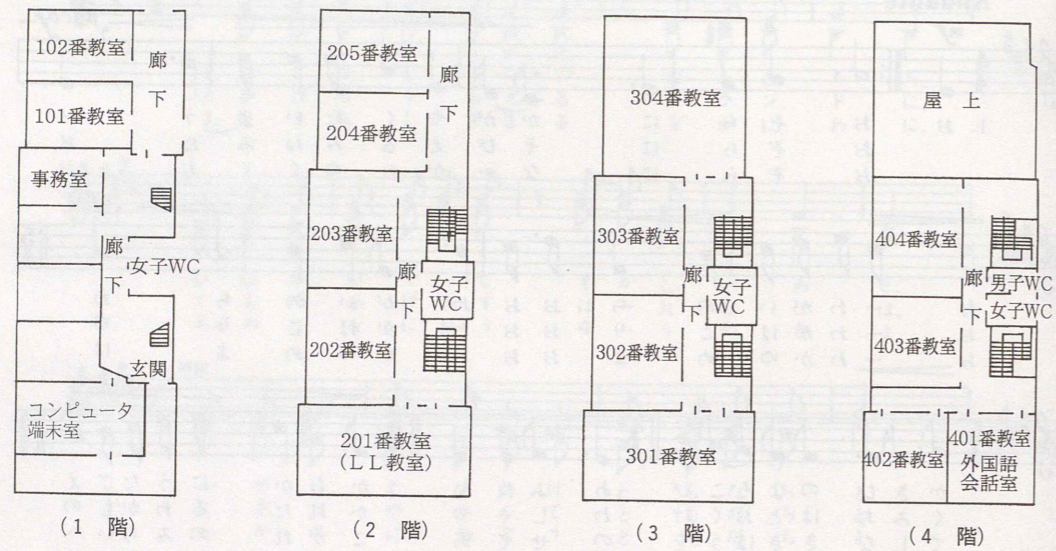 102番教室
廊
下
101番教室
事務室
廊
女子WC
下
玄関
コンピュータ
端末室
(1 階)
205番教室
廊
下
204番教室
203番教室
廊
女子
WC
下
202番教室
201番教室
(LL教室)
(2 階)
304番教室
303番教室
廊
女子
WC
下
302番教室
301番教室
(3 階)
屋 上
404番教室
廊
男子WC
女子WC
下
403番教室
401番教室
402番教室
外国語
会話室
(4 階)